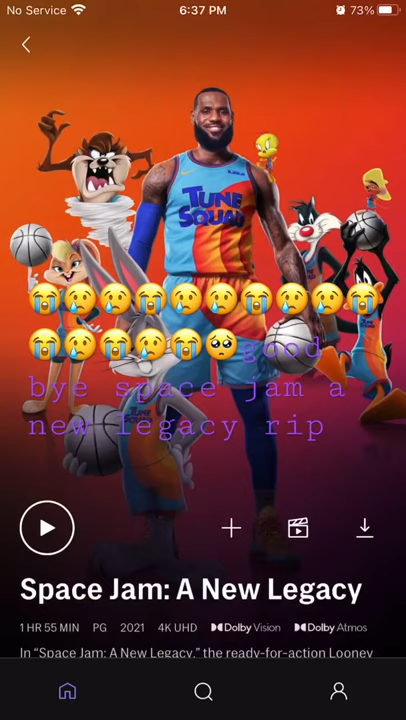 No Service 6:37 PM 73%
TUNE
SQUAD
good
bye space jam a
new legacy rip
Space Jam: A New Legacy
1 HR 55 MIN PG 2021 4K UHD Dolby Vision Dolby Atmos
In "Space Jam: A New Legacy," the ready-for-action Looney